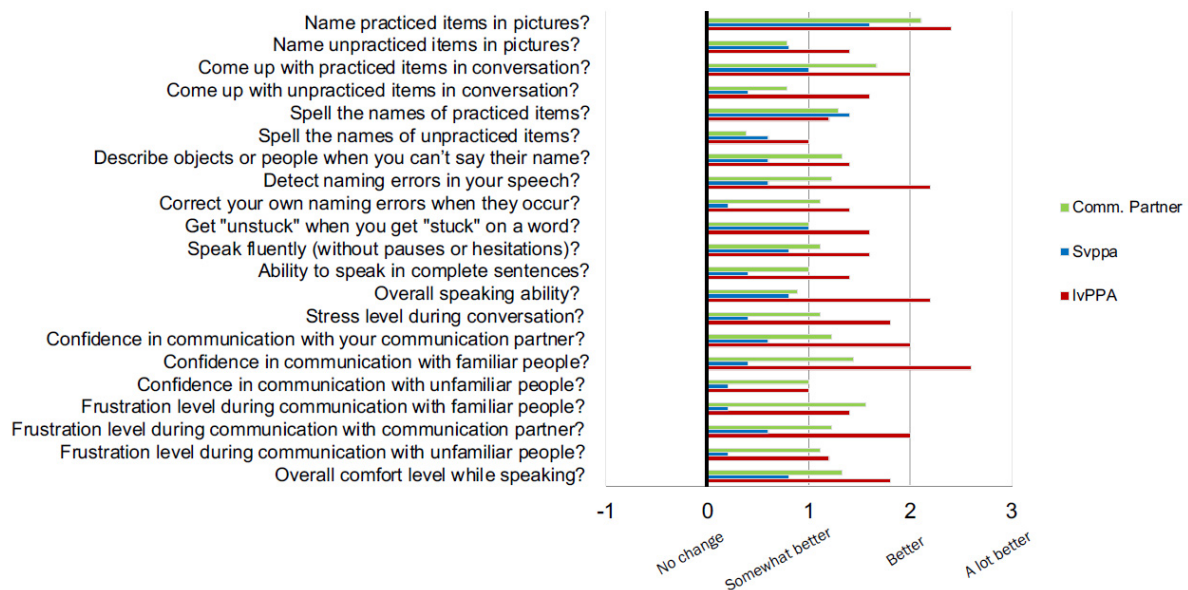 Name practiced items in pictures?
Name unpracticed items in pictures?
Come up with practiced items in conversation?
Come up with unpracticed items in conversation?
Spell the names of practiced items?
Spell the names of unpracticed items?
Describe objects or people when you can't say their name?
Detect naming errors in your speech?
Correct your own naming errors when they occur?
Get "unstuck" when you get "stuck" on a word?
Speak fluently (without pauses or hesitations)?
Ability to speak in complete sentences?
Overall speaking ability?
Stress level during conversation?
Confidence in communication with your communication partner?
Confidence in communication with familiar people?
Confidence in communication with unfamiliar people?
Frustration level during communication with familiar people?
Frustration level during communication with communication partner?
Frustration level during communication with unfamiliar people?
Overall comfort level while speaking?
Comm. Partner
Svppa
lvPPA
-1 0 1 2 3
No change Somewhat better Better A lot better